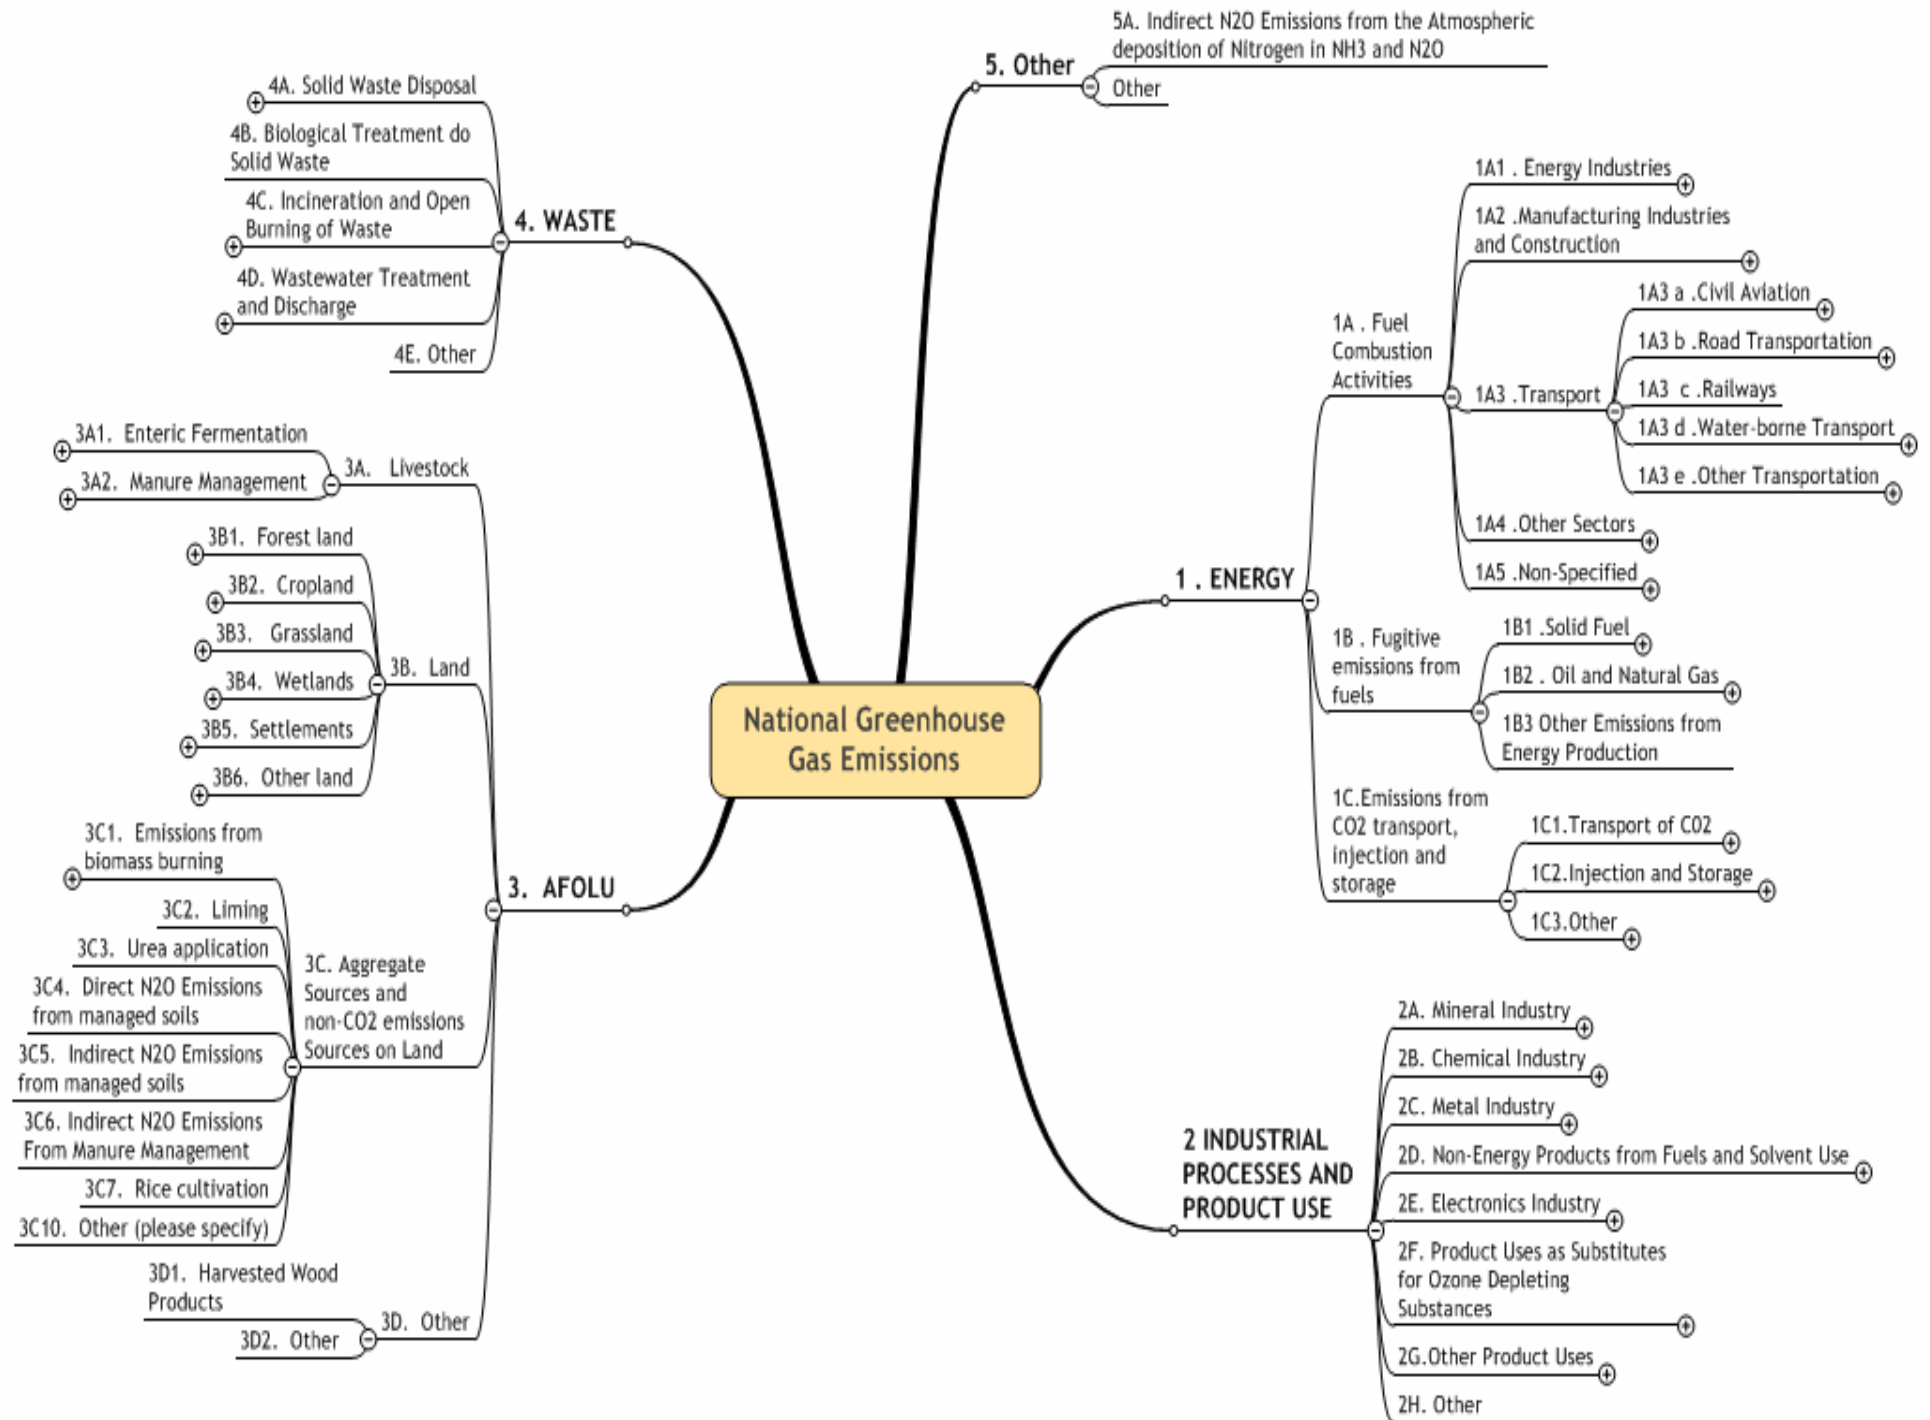 National Greenhouse
Gas Emissions
5. Other
5A. Indirect N2O Emissions from the Atmospheric
deposition of Nitrogen in NH3 and N2O
Other
1 . ENERGY
1A . Fuel
Combustion
Activities
1A1 . Energy Industries
1A2 .Manufacturing Industries
and Construction
1A3 .Transport
1A3 a .Civil Aviation
1A3 b .Road Transportation
1A3 c .Railways
1A3 d .Water-borne Transport
1A3 e .Other Transportation
1A4 .Other Sectors
1A5 .Non-Specified
1B . Fugitive
emissions from
fuels
1B1 .Solid Fuel
1B2 . Oil and Natural Gas
1B3 Other Emissions from
Energy Production
1C.Emissions from
CO2 transport,
injection and
storage
1C1.Transport of CO2
1C2.Injection and Storage
1C3.Other
2 INDUSTRIAL
PROCESSES AND
PRODUCT USE
2A. Mineral Industry
2B. Chemical Industry
2C. Metal Industry
2D. Non-Energy Products from Fuels and Solvent Use
2E. Electronics Industry
2F. Product Uses as Substitutes
for Ozone Depleting
Substances
2G.Other Product Uses
2H. Other
3. AFOLU
3A. Livestock
3A1. Enteric Fermentation
3A2. Manure Management
3B. Land
3B1. Forest land
3B2. Cropland
3B3. Grassland
3B4. Wetlands
3B5. Settlements
3B6. Other land
3C. Aggregate
Sources and
non-CO2 emissions
Sources on Land
3C1. Emissions from
biomass burning
3C2. Liming
3C3. Urea application
3C4. Direct N2O Emissions
from managed soils
3C5. Indirect N2O Emissions
from managed soils
3C6. Indirect N2O Emissions
From Manure Management
3C7. Rice cultivation
3C10. Other (please specify)
3D. Other
3D1. Harvested Wood
Products
3D2. Other
4. WASTE
4A. Solid Waste Disposal
4B. Biological Treatment do
Solid Waste
4C. Incineration and Open
Burning of Waste
4D. Wastewater Treatment
and Discharge
4E. Other